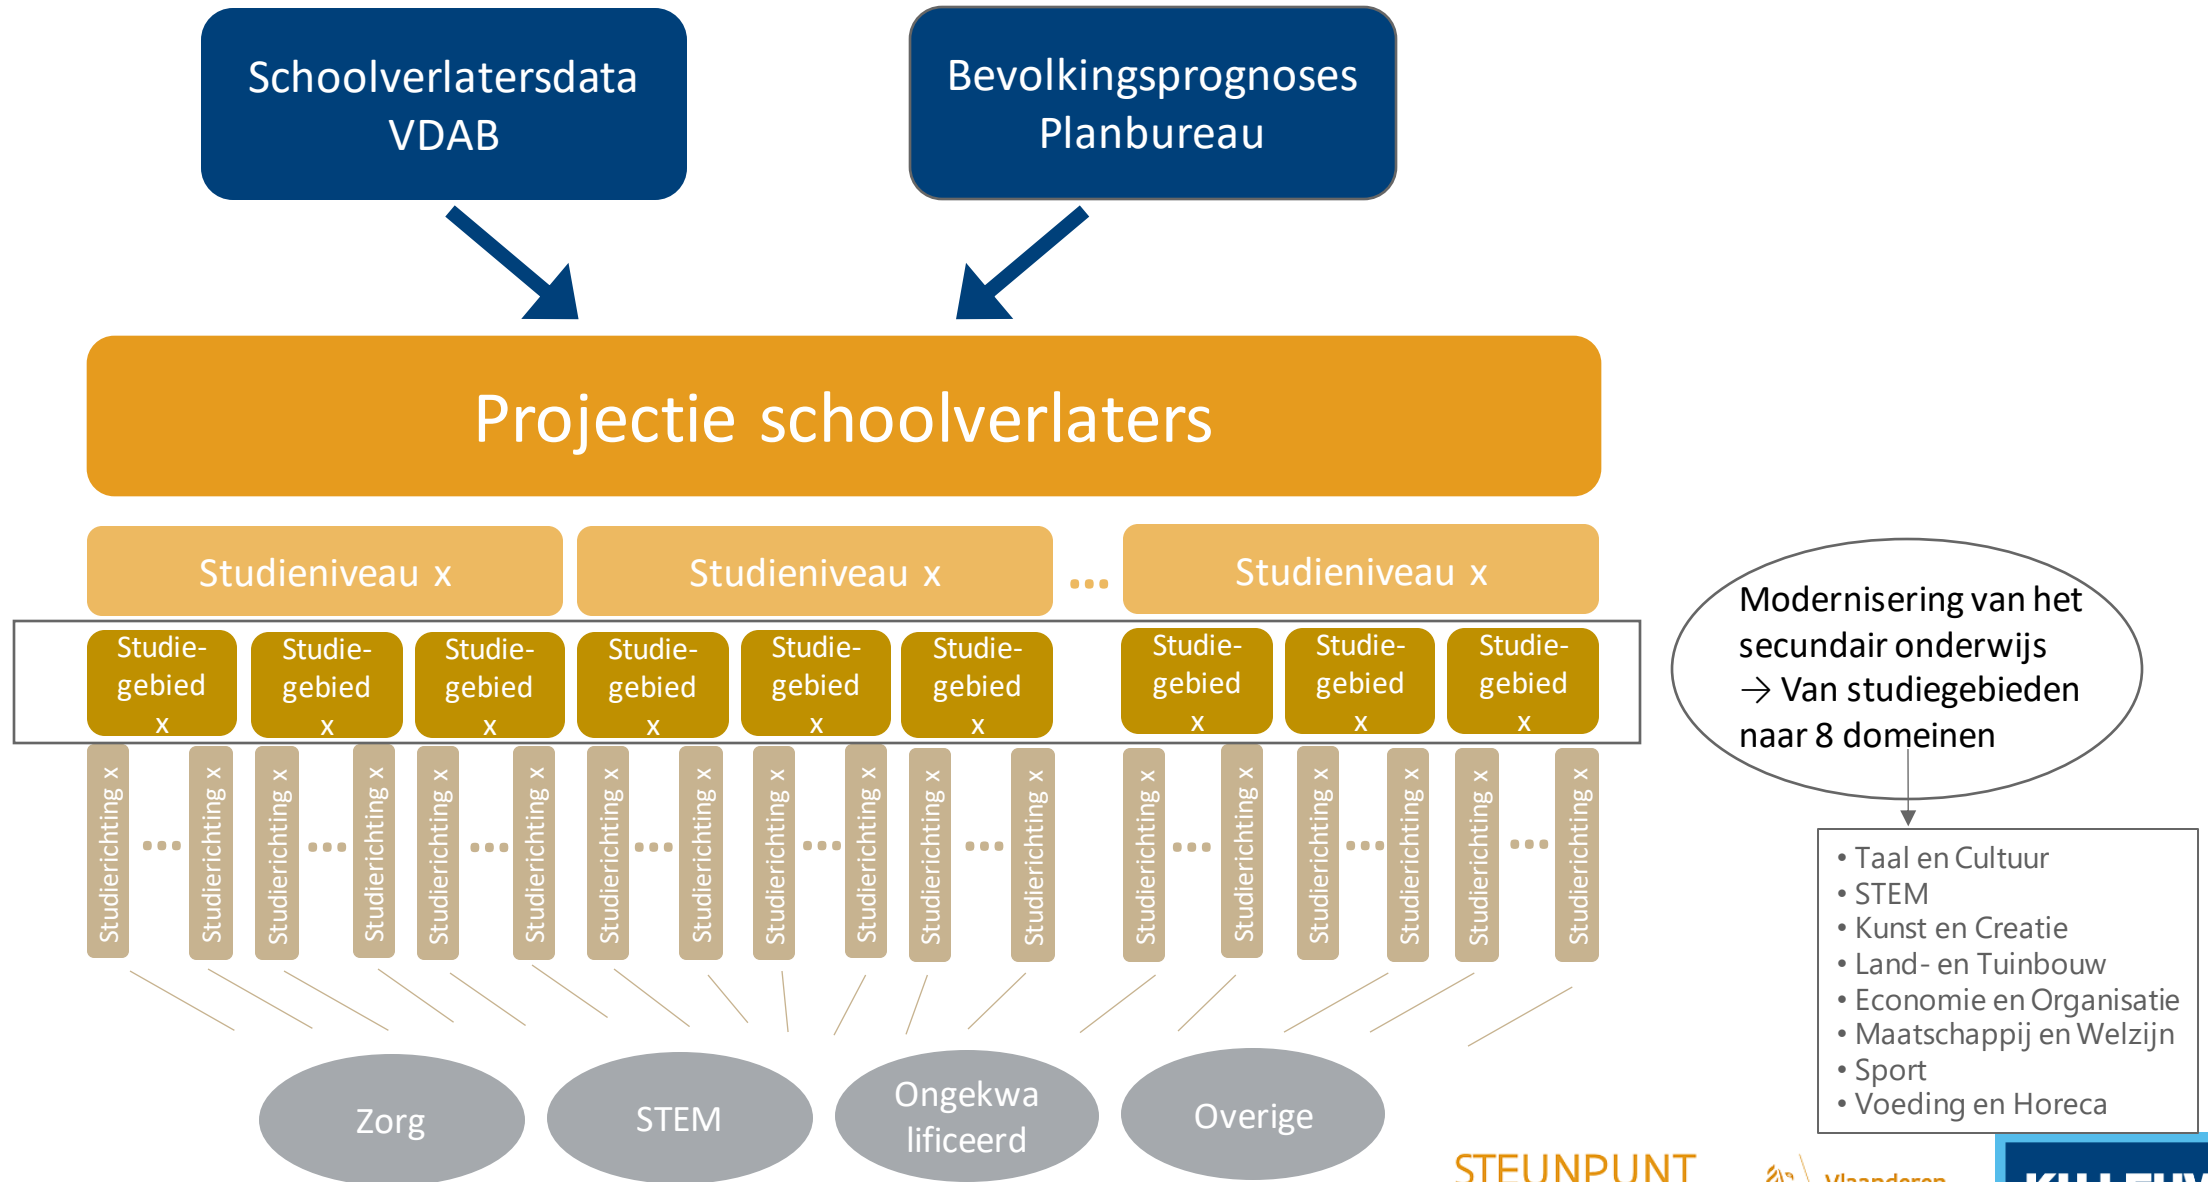 Schoolverlatersdata
VDAB
Bevolkingsprognoses
Planbureau
Projectie schoolverlaters
Studieniveau x
Studieniveau x
...
Studieniveau x
Studie-
gebied
x
Studie-
gebied
x
Studie-
gebied
x
Studie-
gebied
x
Studie-
gebied
x
Studie-
gebied
x
Studie-
gebied
x
Studie-
gebied
x
Studie-
gebied
x
Studierichting x
...
Studierichting x
Studierichting x
...
Studierichting x
Studierichting x
...
Studierichting x
Studierichting x
...
Studierichting x
Studierichting x
...
Studierichting x
Studierichting x
...
Studierichting x
Studierichting x
...
Studierichting x
Studierichting x
...
Studierichting x
Studierichting x
...
Studierichting x
Zorg
STEM
Ongekwa
lificeerd
Overige
Modernisering van het
secundair onderwijs
→ Van studiegebieden
naar 8 domeinen
• Taal en Cultuur
• STEM
• Kunst en Creatie
• Land- en Tuinbouw
• Economie en Organisatie
• Maatschappij en Welzijn
• Sport
• Voeding en Horeca
STEUNPUNT
Vlaanderen